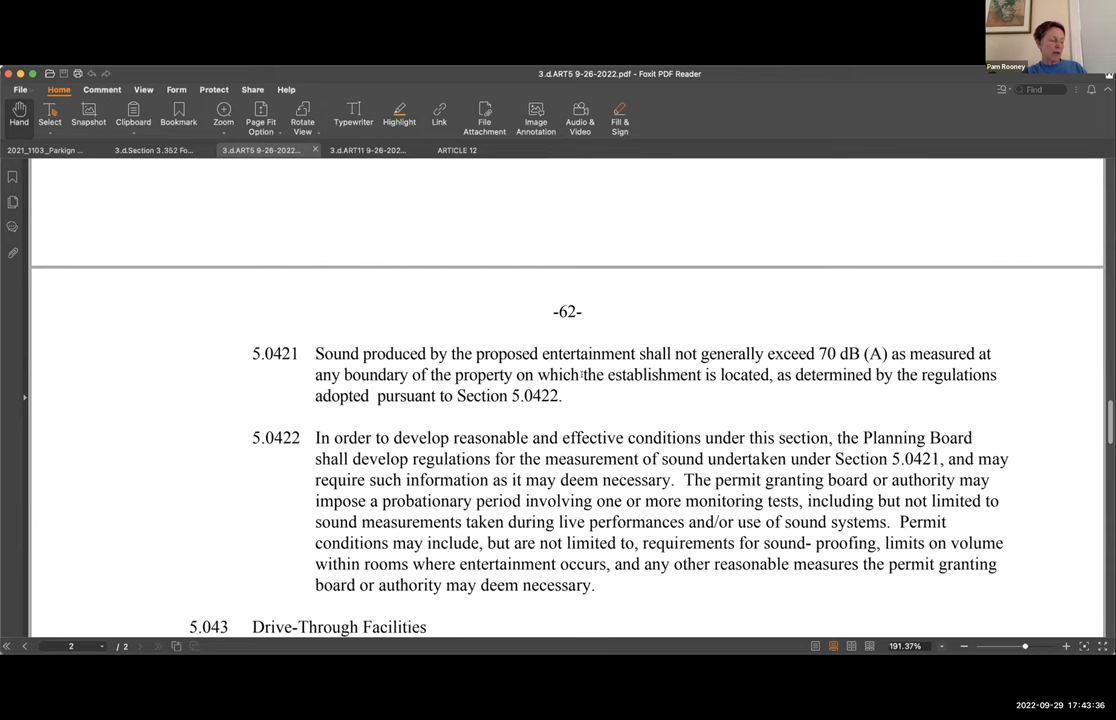 Pam Rooney
3.d.ART5 9-26-2022.pdf - Foxit PDF Reader
File Home Comment View Form Protect Share Help
Find
Hand Select Snapshot Clipboard Bookmark Zoom Page Fit Option Rotate View Typewriter Highlight Link File Attachment Image Annotation Audio & Video Fill & Sign
2021_1103_Parkign ... 3.d.Section 3.352 Fo... 3.d.ART5 9-26-2022... 3.d.ART11 9-26-202... ARTICLE 12
-62-
5.0421 Sound produced by the proposed entertainment shall not generally exceed 70 dB (A) as measured at
any boundary of the property on which the establishment is located, as determined by the regulations
adopted pursuant to Section 5.0422.
5.0422 In order to develop reasonable and effective conditions under this section, the Planning Board
shall develop regulations for the measurement of sound undertaken under Section 5.0421, and may
require such information as it may deem necessary. The permit granting board or authority may
impose a probationary period involving one or more monitoring tests, including but not limited to
sound measurements taken during live performances and/or use of sound systems. Permit
conditions may include, but are not limited to, requirements for sound- proofing, limits on volume
within rooms where entertainment occurs, and any other reasonable measures the permit granting
board or authority may deem necessary.
5.043 Drive-Through Facilities
2 / 2
191.37%
2022-09-29 17:43:36